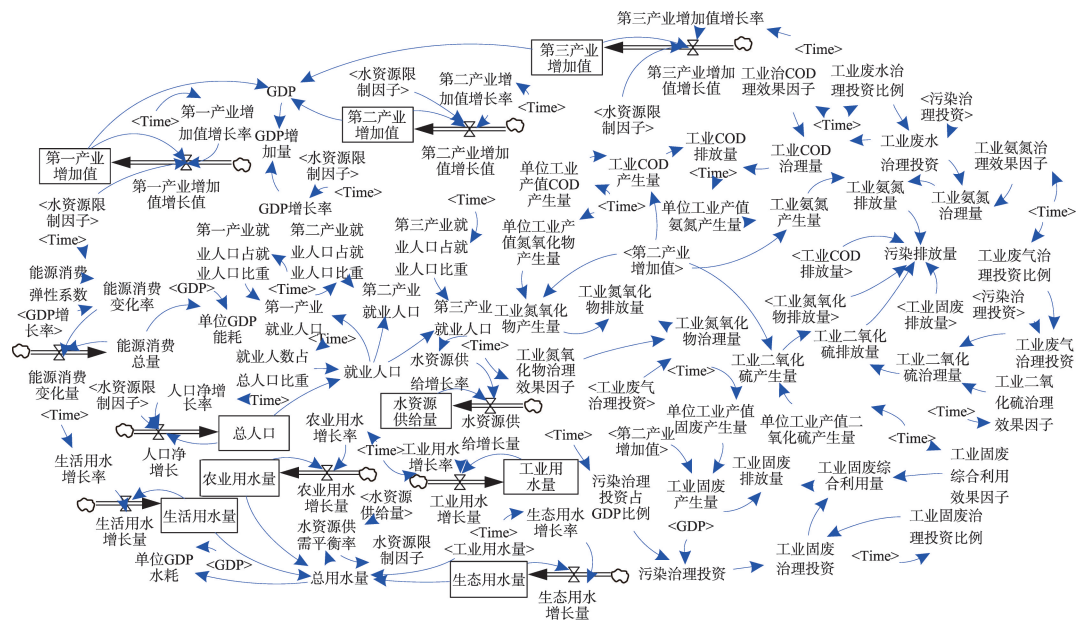 第三产业增加值增长率
<Time>
第三产业
增加值
第三产业增加
值增长值
<水资源限
制因子>
工业治COD
理效果因子
工业废水治
理投资比例
<污染治
理投资>
<Time>
GDP
<水资源限
制因子>
第二产业增
加值增长率
<Time>
第二产业
增加值
第二产业增加
值增长值
第一产业增
加值增长率
<Time>
GDP增
加量
第一产业
增加值
第一产业增加
值增长值
<水资源限
制因子>
<水资源限
制因子>
<Time>
GDP增长率
工业COD
排放量
工业COD
产生量
<Time>
工业COD
治理量
工业废水
治理投资
工业氨氮治
理效果因子
单位工业
产值COD
产生量
<Time>
单位工业产值
氨氮产生量
工业氨氮
产生量
工业氨氮
排放量
工业氨氮
治理量
<Time>
<Time>
能源消费
弹性系数
能源消费
变化率
<GDP增
长率>
<GDP>
单位GDP
能耗
能源消费
总量
能源消费
变化量
第一产业就
业人口占就
业人口比重
第二产业就
业人口占就
业人口比重
<Time>
<Time>
第三产业就
业人口占就
业人口比重
第一产业
就业人口
第二产业
就业人口
第三产业
就业人口
就业人数占
总人口比重
就业人口
<Time>
单位工业产
值氮氧化物
产生量
<第二产业
增加值>
工业氮氧化
物产生量
工业氮氧化
物排放量
工业氮氧化
物治理量
工业氮氧
化物治理
效果因子
<工业COD
排放量>
污染排放量
工业废气治
理投资比例
<工业氮氧化
物排放量>
<工业固废
排放量>
<污染治
理投资>
工业废气
治理投资
工业二氧化
硫排放量
工业二氧化
硫产生量
工业二氧化
硫治理量
工业二氧
化硫治理
效果因子
<Time>
<工业废气
治理投资>
<Time>
单位工业产值
固废产生量
单位工业产值二
氧化硫产生量
<Time>
水资源供
给增长率
<Time>
水资源
供给量
水资源供
给增长量
<水资源限
制因子>
人口净增
长率
总人口
人口净
增长
<Time>
生活用水
增长率
生活用水
增长量
生活用水量
农业用水
增长率
<Time>
农业用水量
农业用水
增长量
工业用水
增长率
工业用
水量
工业用水
增长量
<水资源
供给量>
水资源供
需平衡率
水资源限
制因子
<Time>
生态用水
增长率
<工业用水量>
总用水量
生态用水量
生态用水
增长量
单位GDP
水耗
<GDP>
<Time>
污染治理
投资占
GDP比例
<第二产业
增加值>
工业固废
产生量
工业固废
排放量
工业固废综
合利用量
工业固废
综合利用
效果因子
<GDP>
污染治理投资
工业固废
治理投资
工业固废治
理投资比例
<Time>